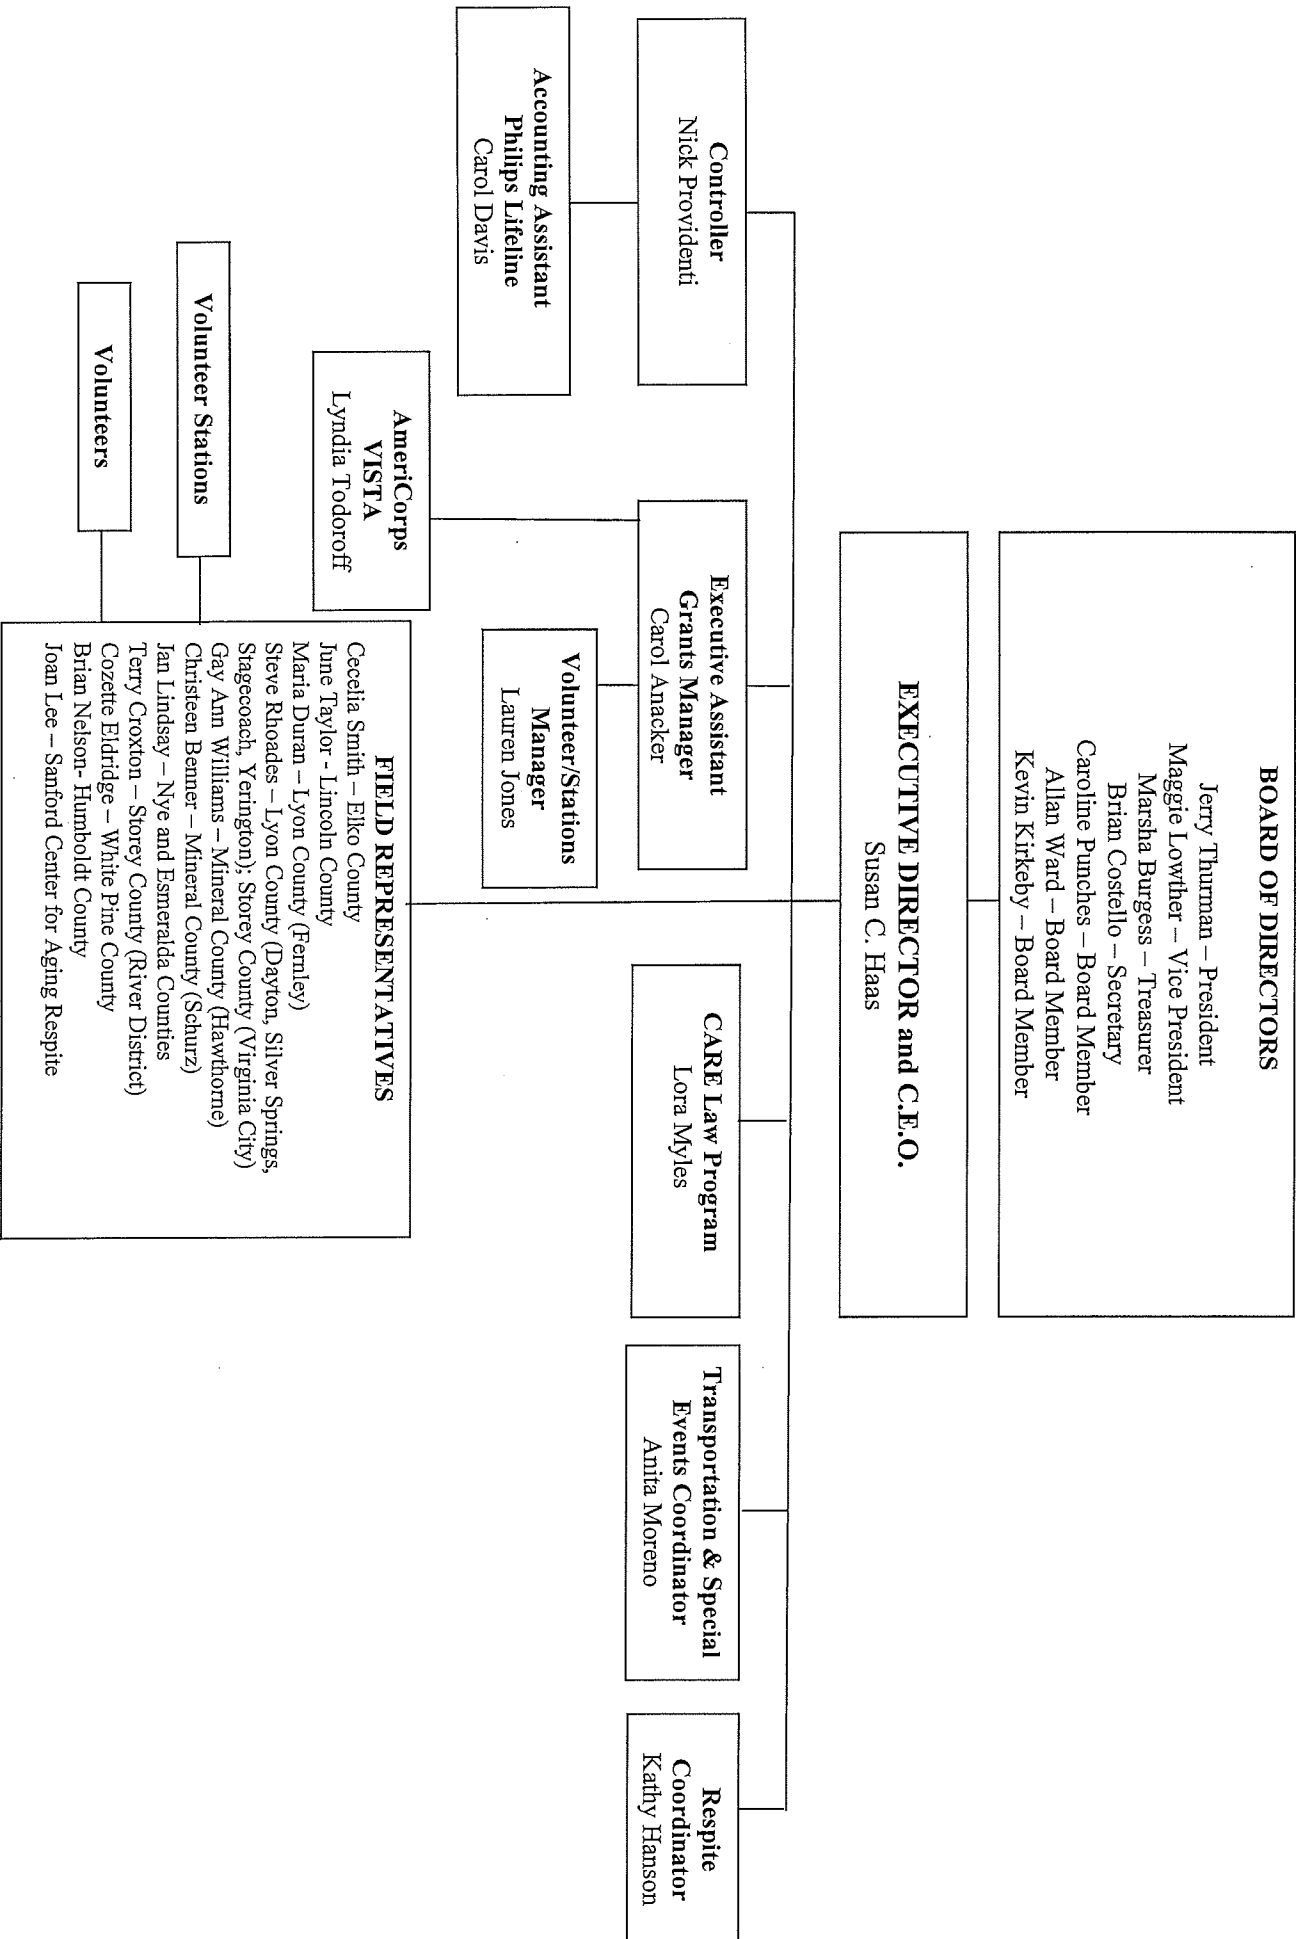 BOARD OF DIRECTORS
Jerry Thurman – President
Maggie Lowther – Vice President
Marsha Burgess – Treasurer
Brian Costello – Secretary
Caroline Punches – Board Member
Allan Ward – Board Member
Kevin Kirkeby – Board Member
EXECUTIVE DIRECTOR and C.E.O.
Susan C. Haas
Controller
Nick Providenti
Executive Assistant
Grants Manager
Carol Anacker
CARE Law Program
Lora Myles
Transportation & Special
Events Coordinator
Anita Moreno
Respite
Coordinator
Kathy Hanson
Accounting Assistant
Philips Lifeline
Carol Davis
Volunteer/Stations
Manager
Lauren Jones
AmeriCorps
VISTA
Lyndia Todoroff
FIELD REPRESENTATIVES
Cecelia Smith – Elko County
June Taylor - Lincoln County
Maria Duran – Lyon County (Fernley)
Steve Rhoades – Lyon County (Dayton, Silver Springs,
Stagecoach, Yerington); Storey County (Virginia City)
Gay Ann Williams – Mineral County (Hawthorne)
Christeen Benner – Mineral County (Schurz)
Jan Lindsay – Nye and Esmeralda Counties
Terry Croxton – Storey County (River District)
Cozette Eldridge – White Pine County
Brian Nelson- Humboldt County
Joan Lee – Sanford Center for Aging Respite
Volunteer Stations
Volunteers